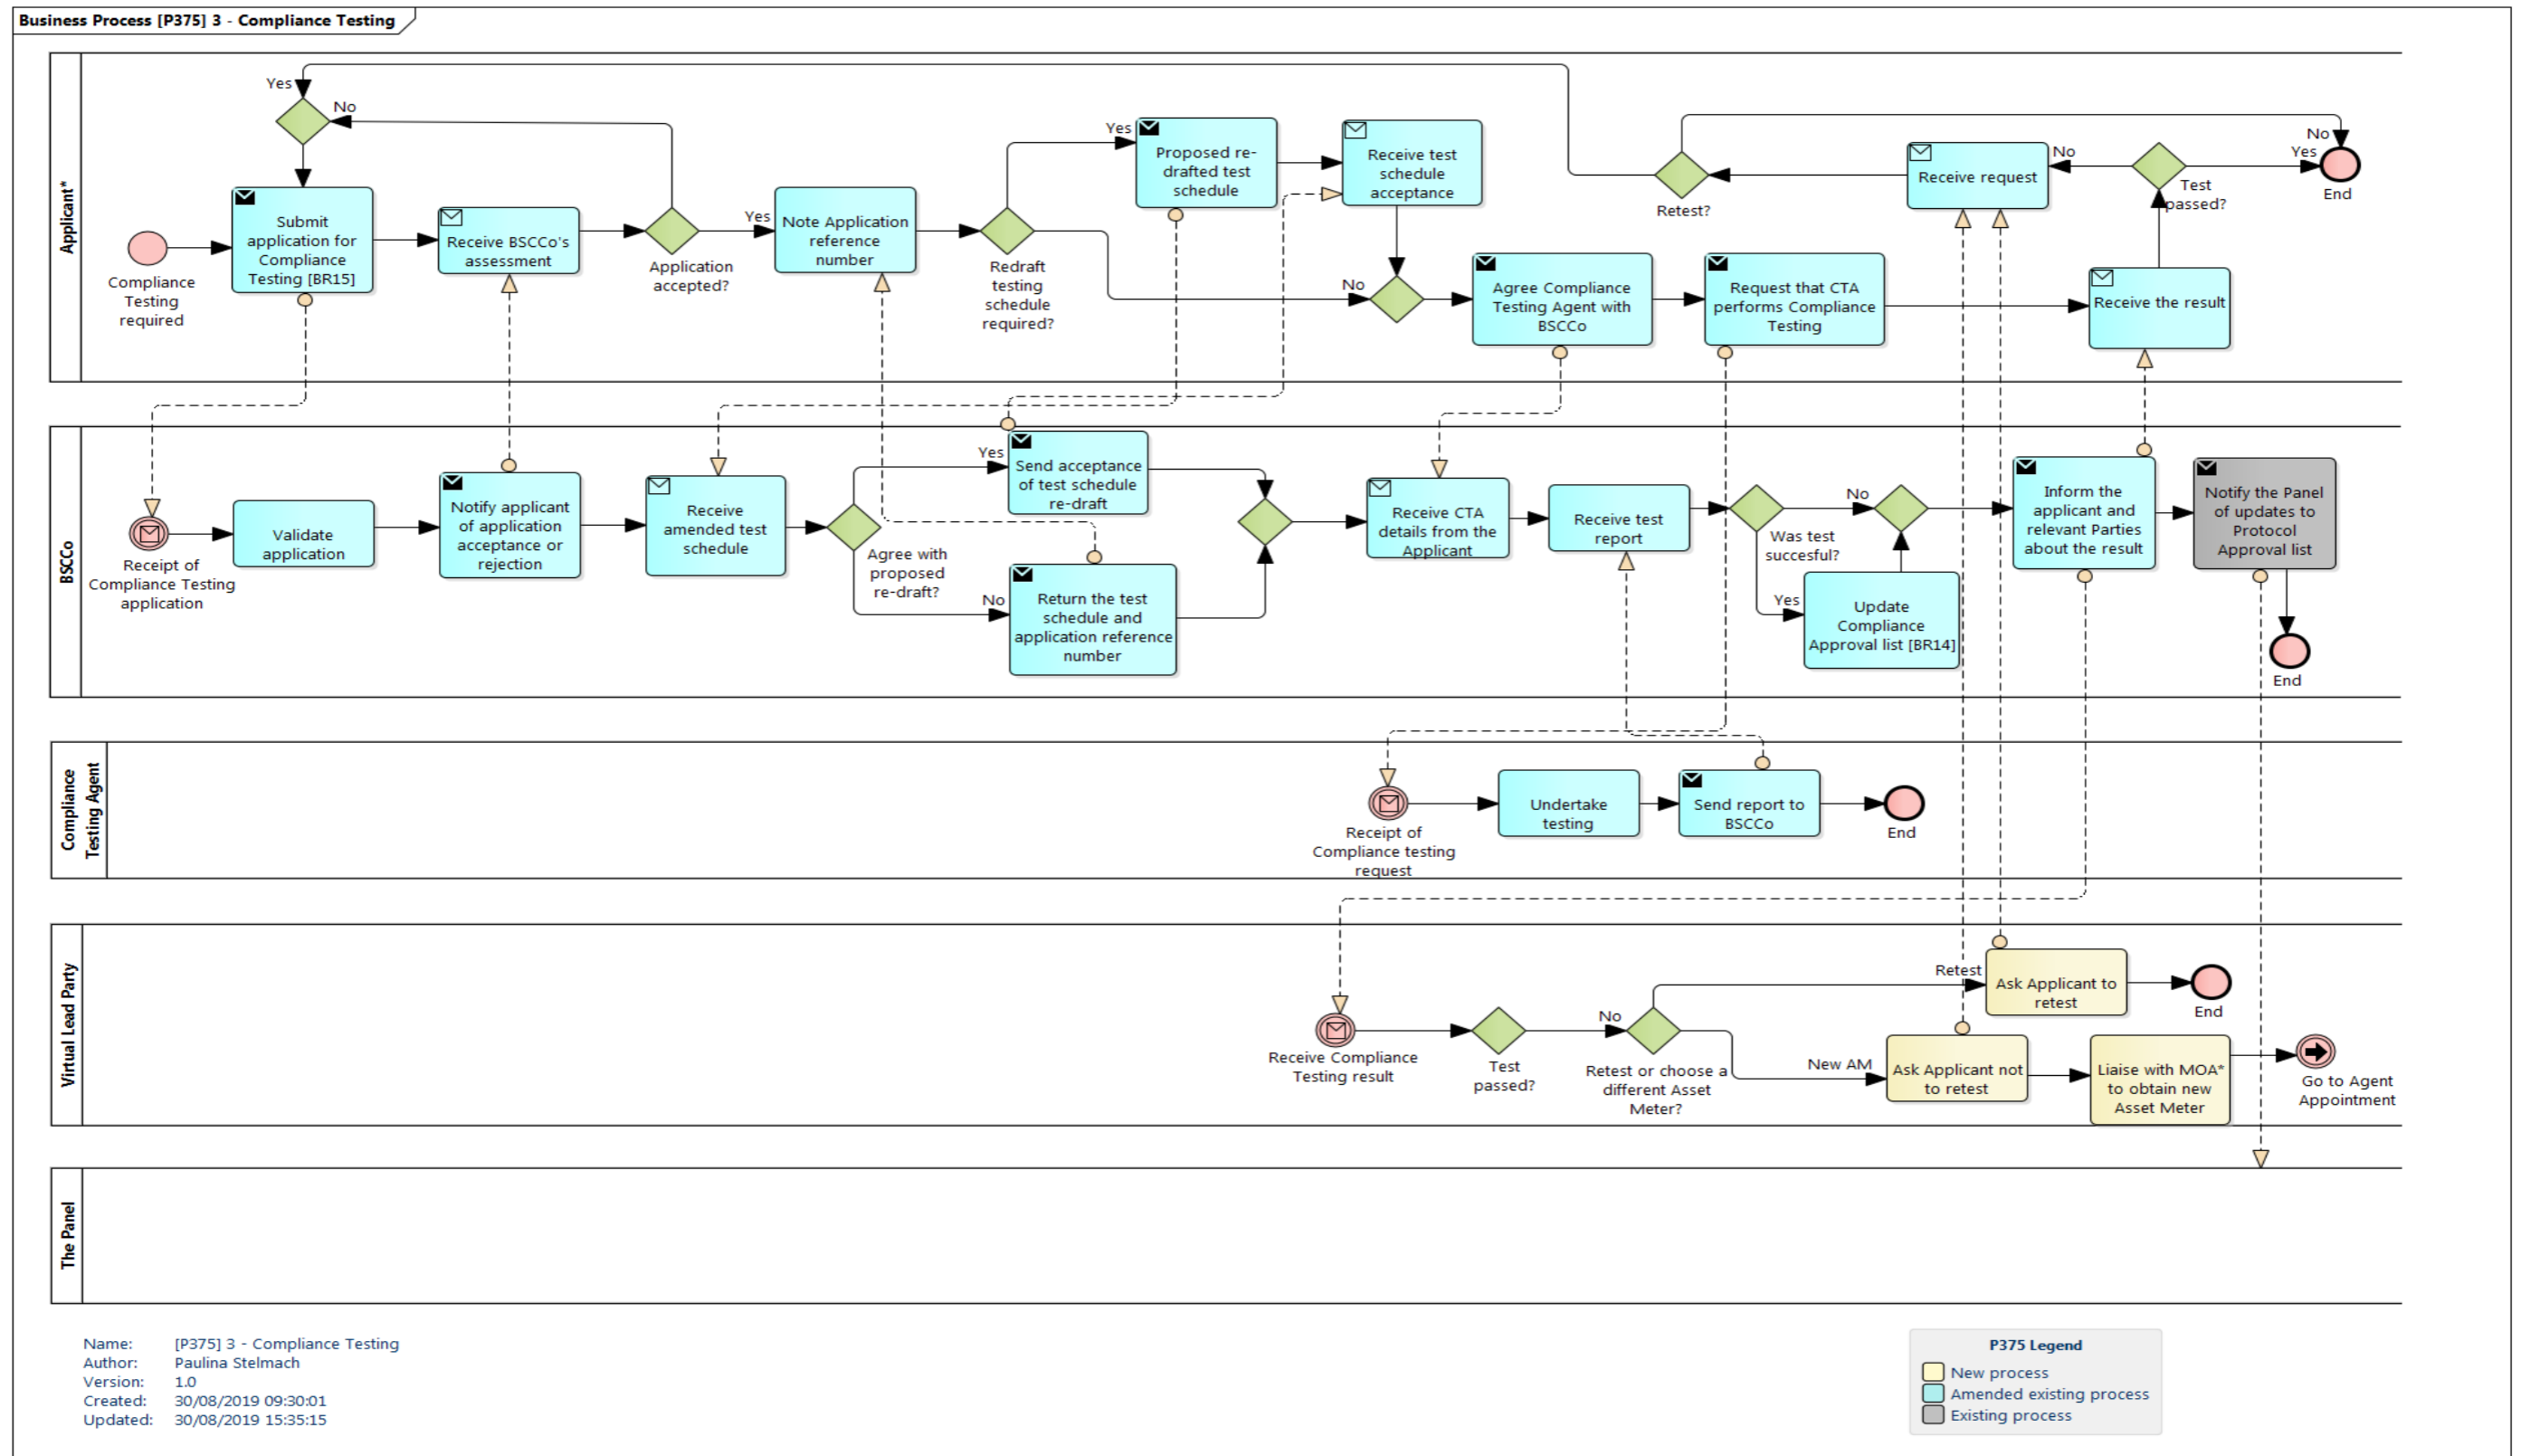 Business Process [P375] 3 - Compliance Testing
Applicant*
Yes
No
Compliance
Testing
required
Submit
application for
Compliance
Testing [BR15]
Receive BSCCo's
assessment
Application
accepted?
Yes
Note Application
reference
number
Redraft
testing
schedule
required?
Yes
Proposed re-
drafted test
schedule
Receive test
schedule
acceptance
No
Agree Compliance
Testing Agent with
BSCCo
Request that CTA
performs Compliance
Testing
Retest?
Receive request
No
Test
passed?
Receive the result
No
Yes
End
BSCCo
Receipt of
Compliance Testing
application
Validate
application
Notify applicant
of application
acceptance or
rejection
Receive
amended test
schedule
Agree with
proposed
re-draft?
Yes
Send acceptance
of test schedule
re-draft
No
Return the test
schedule and
application reference
number
Receive CTA
details from the
Applicant
Receive test
report
Was test
succesful?
No
Yes
Update
Compliance
Approval list [BR14]
Inform the
applicant and
relevant Parties
about the result
Notify the Panel
of updates to
Protocol
Approval list
End
Compliance
Testing Agent
Receipt of
Compliance testing
request
Undertake
testing
Send report to
BSCCo
End
Virtual Lead Party
Receive Compliance
Testing result
Test
passed?
No
Retest or choose a
different Asset
Meter?
Retest
Ask Applicant to
retest
End
New AM
Ask Applicant not
to retest
Liaise with MOA*
to obtain new
Asset Meter
Go to Agent
Appointment
The Panel
Name: [P375] 3 - Compliance Testing
Author: Paulina Stelmach
Version: 1.0
Created: 30/08/2019 09:30:01
Updated: 30/08/2019 15:35:15
P375 Legend
New process
Amended existing process
Existing process